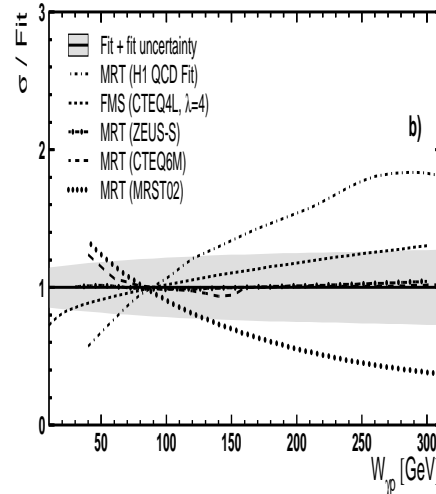 σ / Fit
3
2
1
0
Fit + fit uncertainty
MRT (H1 QCD Fit)
FMS (CTEQ4L, λ=4)
MRT (ZEUS-S)
MRT (CTEQ6M)
MRT (MRST02)
b)
50 100 150 200 250 300
W_γp [GeV]